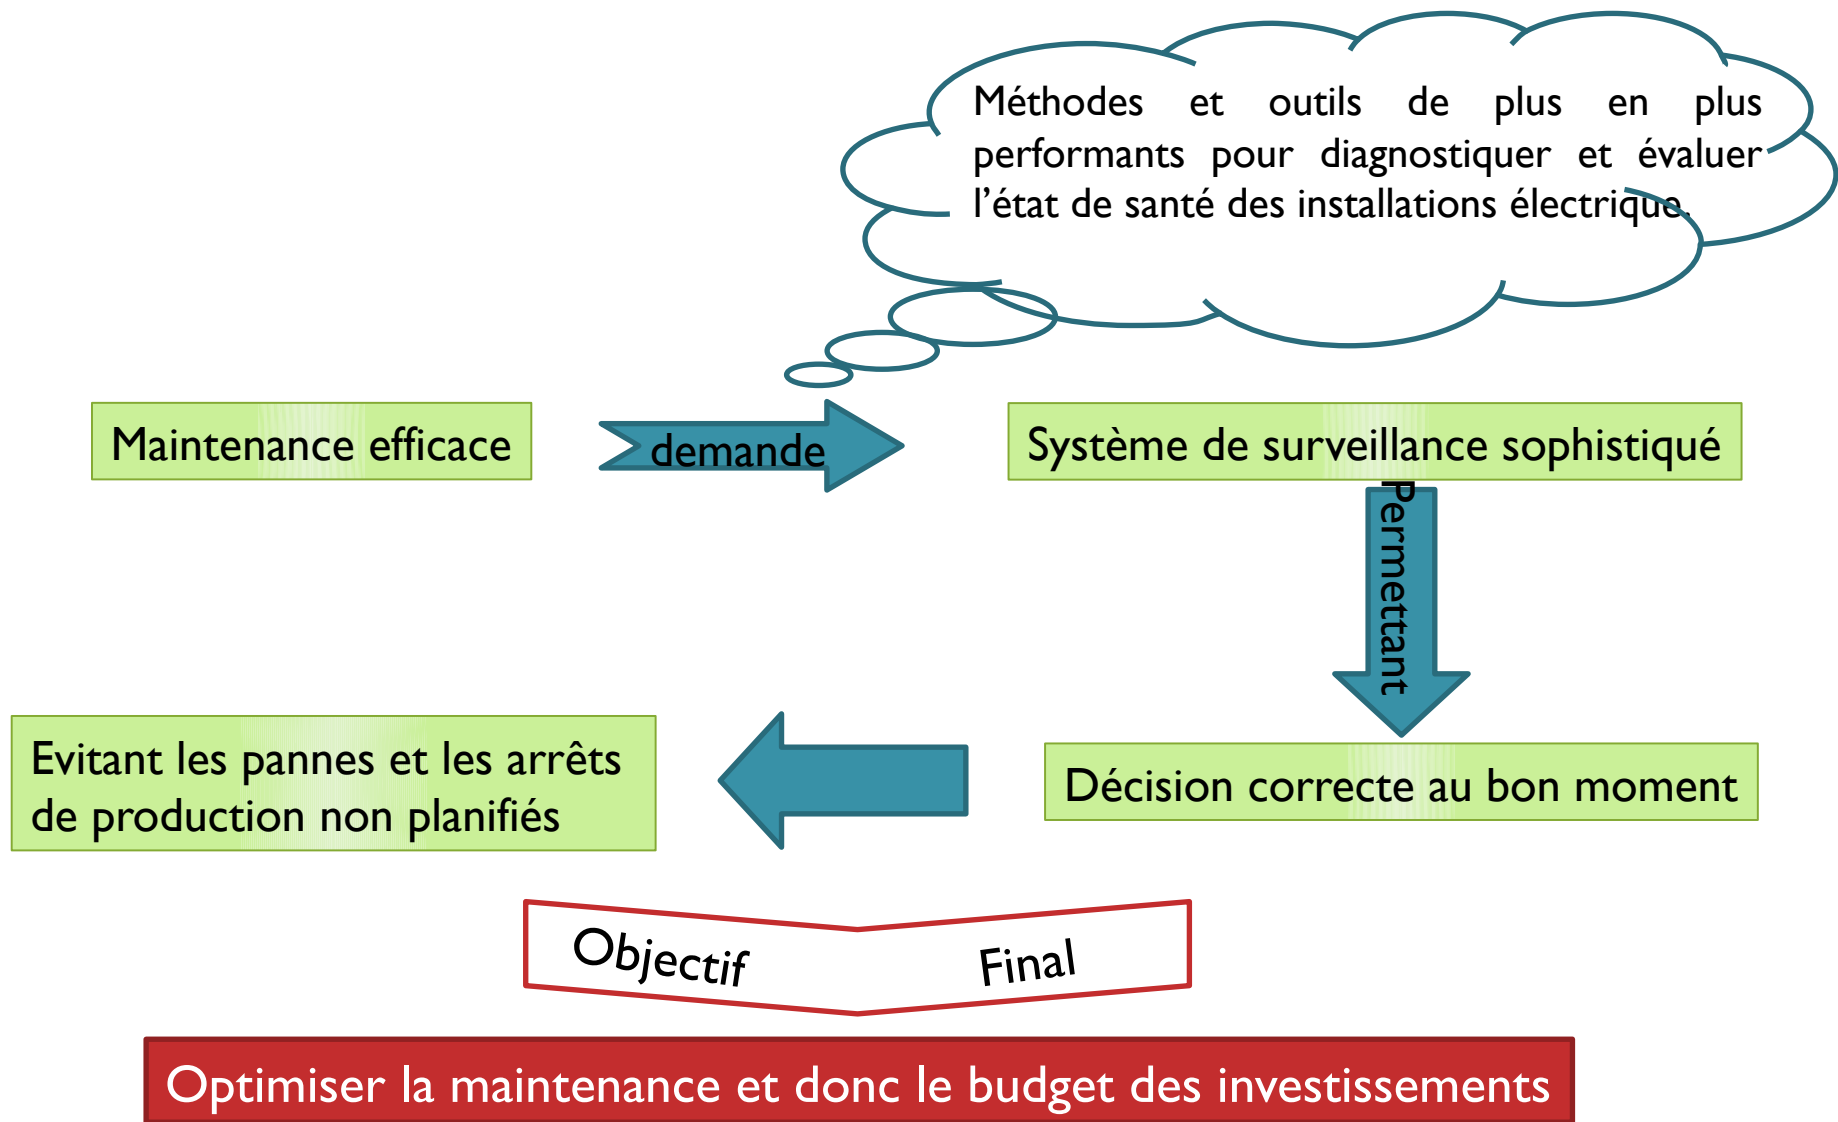 Méthodes et outils de plus en plus
performants pour diagnostiquer et évaluer
l’état de santé des installations électrique.
Maintenance efficace
demande
Système de surveillance sophistiqué
Permettant
Evitant les pannes et les arrêts
de production non planifiés
Décision correcte au bon moment
Objectif Final
Optimiser la maintenance et donc le budget des investissements